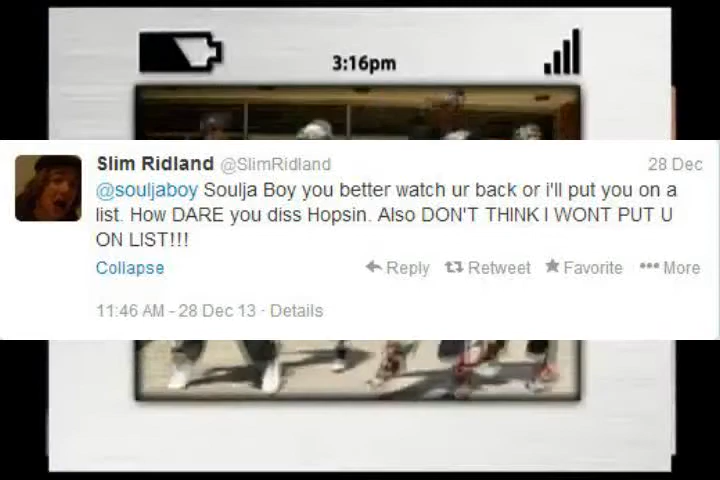 3:16pm
Slim Ridland @SlimRidland 28 Dec
@souljaboy Soulja Boy you better watch ur back or i'll put you on a
list. How DARE you diss Hopsin. Also DON'T THINK I WONT PUT U
ON LIST!!!
Collapse Reply Retweet Favorite More
11:46 AM - 28 Dec 13 · Details